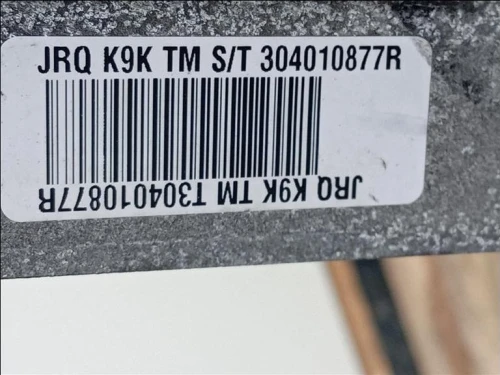 JRQ K9K TM S/T 304010877R
JRQ K9K TM T304010877R